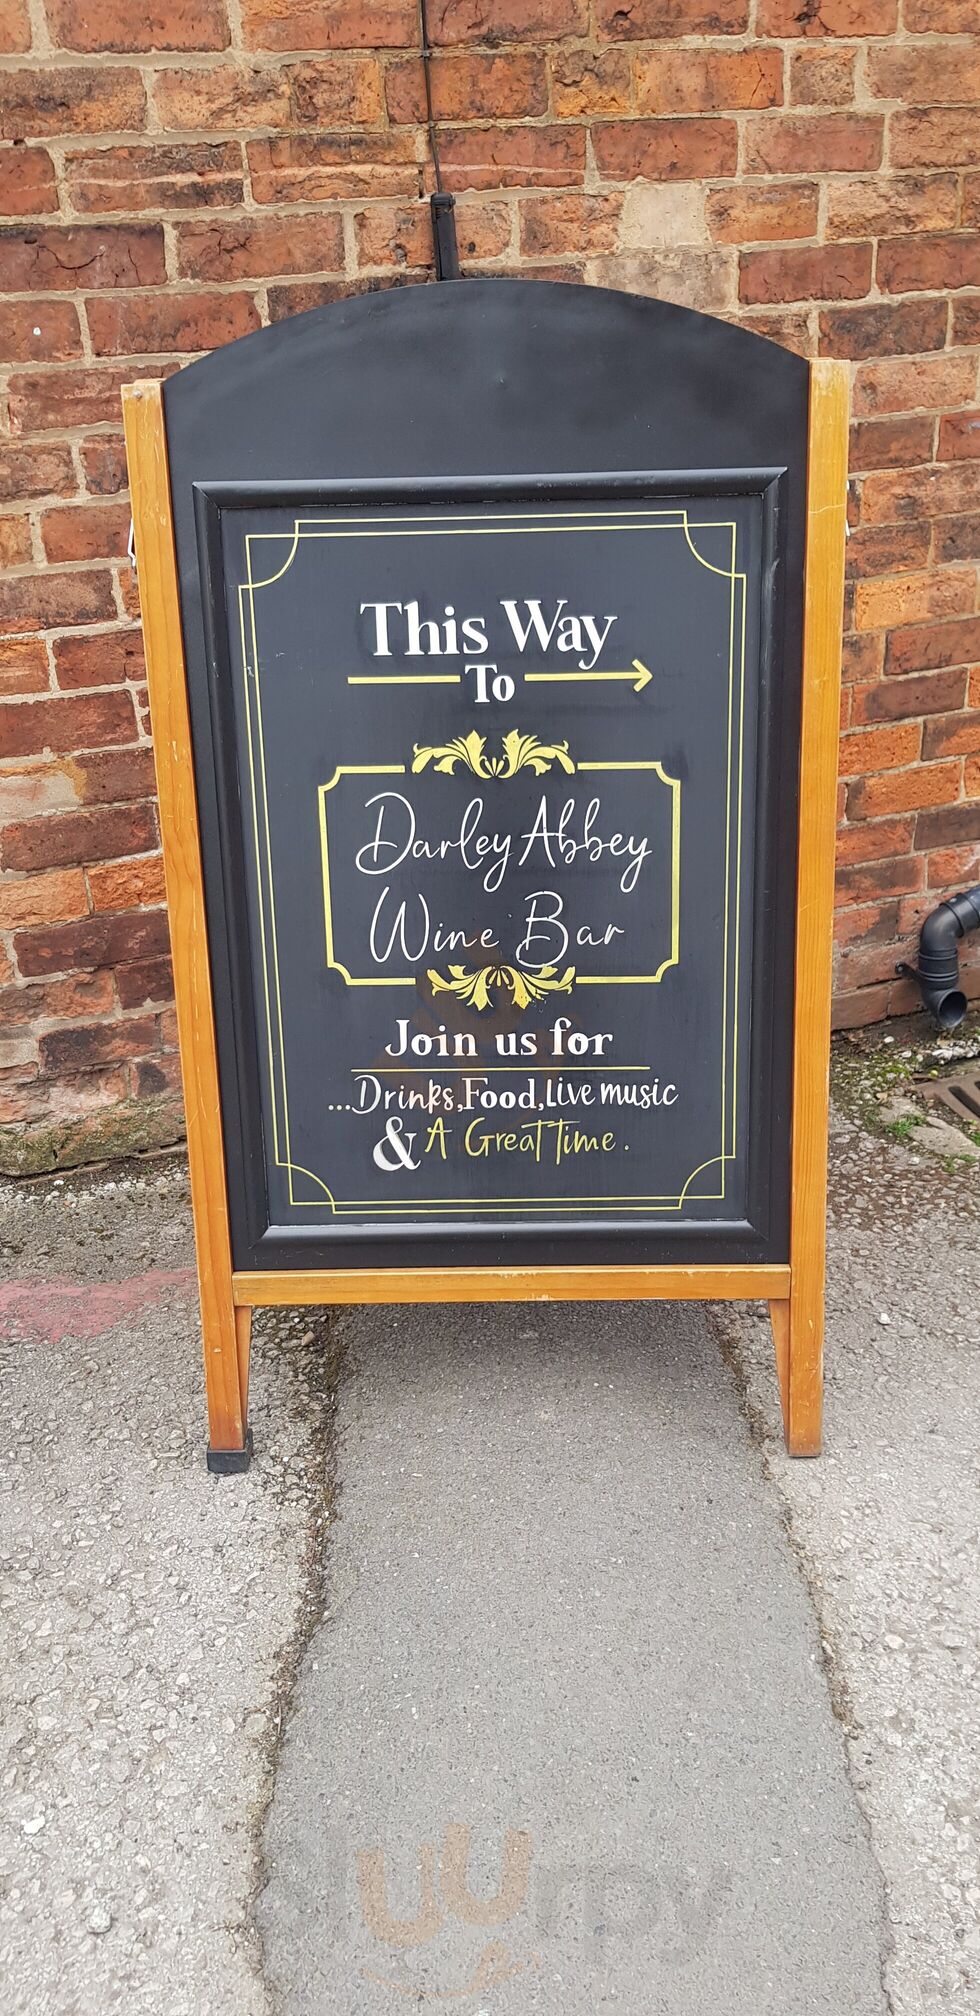 This Way
To
Darley Abbey
Wine Bar
Join us for
...Drinks, Food, Live music
& A Great Time.